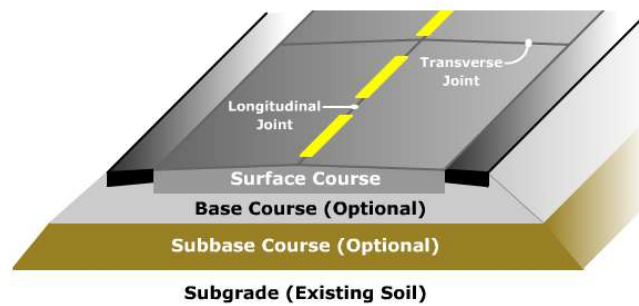 Transverse
Joint
Longitudinal
Joint
Surface Course
Base Course (Optional)
Subbase Course (Optional)
Subgrade (Existing Soil)